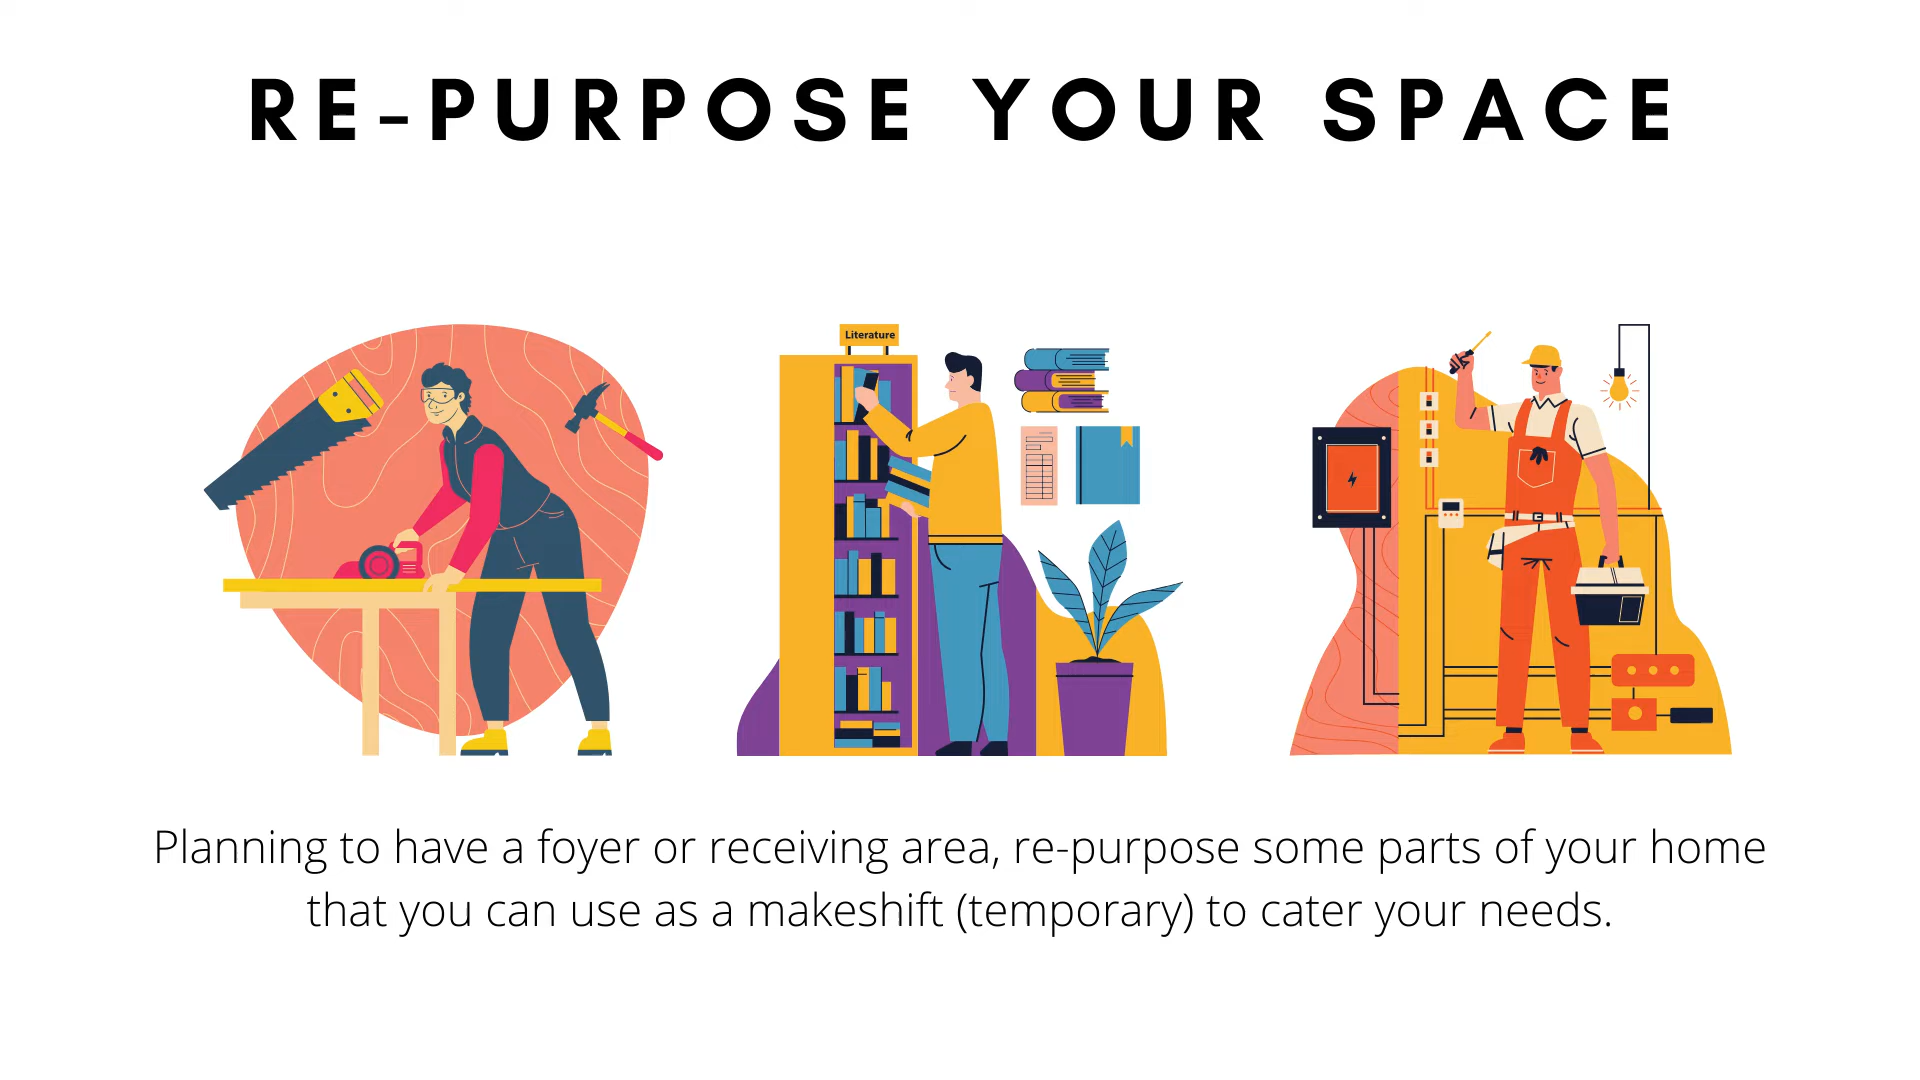 RE-PURPOSE YOUR SPACE
Literature
Planning to have a foyer or receiving area, re-purpose some parts of your home
that you can use as a makeshift (temporary) to cater your needs.